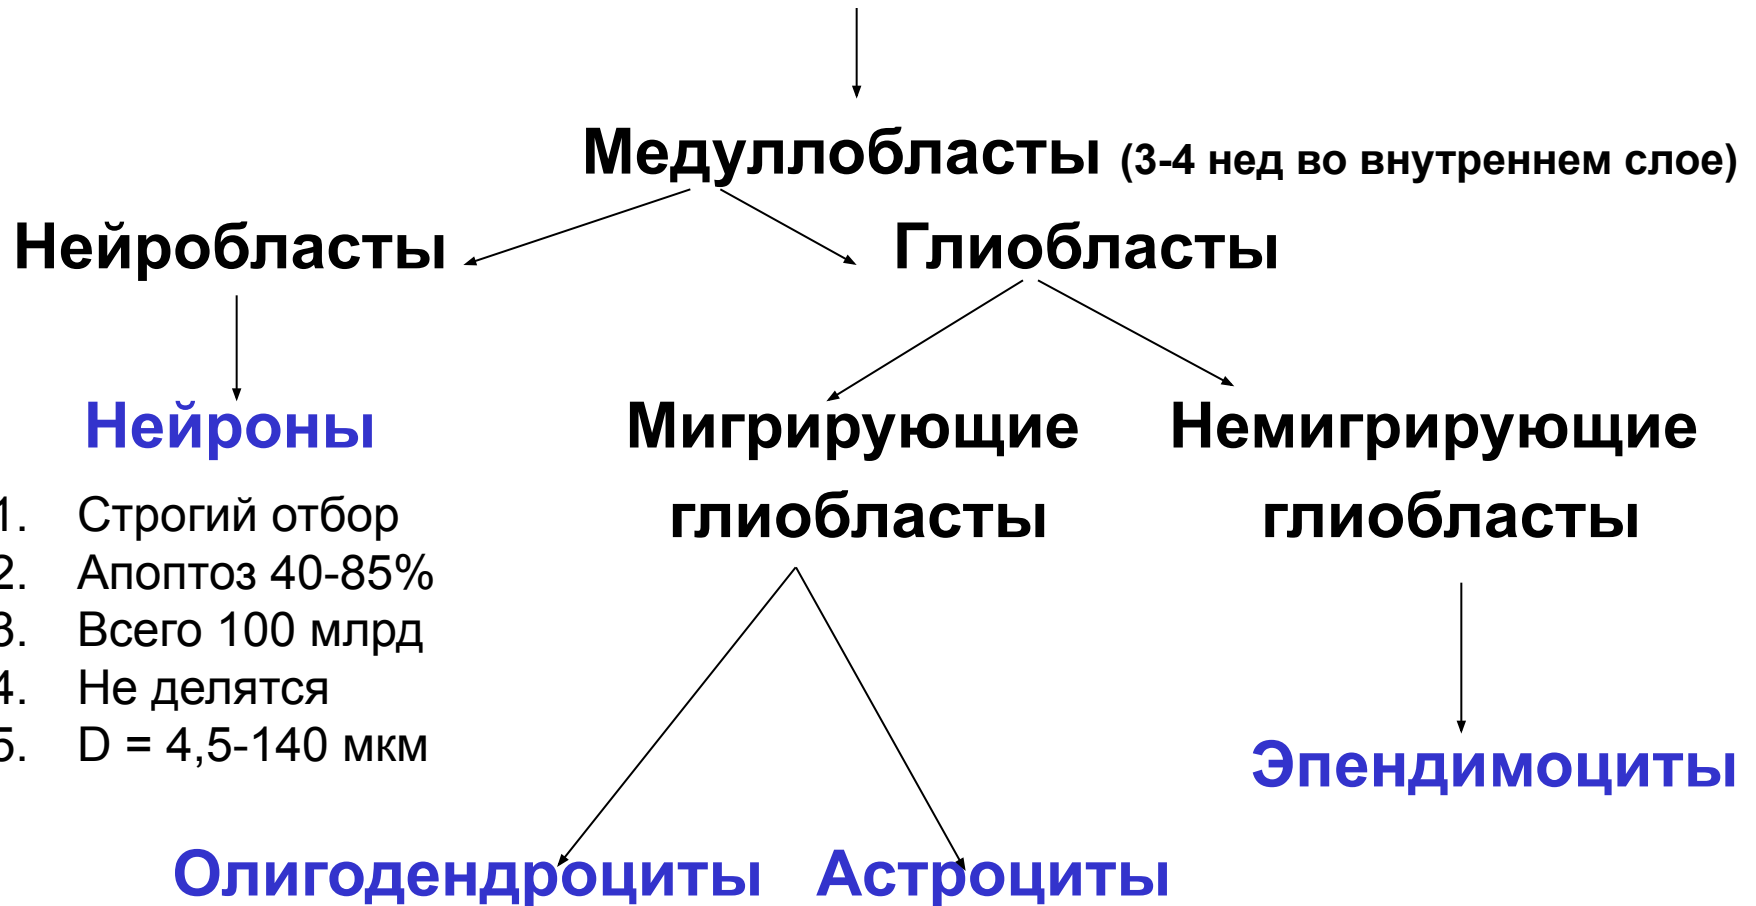 Медуллобласты (3-4 нед во внутреннем слое)
Нейробласты Глиобласты
Нейроны Мигрирующие глиобласты Немигрирующие глиобласты
1. Строгий отбор
2. Апоптоз 40-85%
3. Всего 100 млрд
4. Не делятся
5. D = 4,5-140 мкм
Эпендимоциты
Олигодендроциты Астроциты